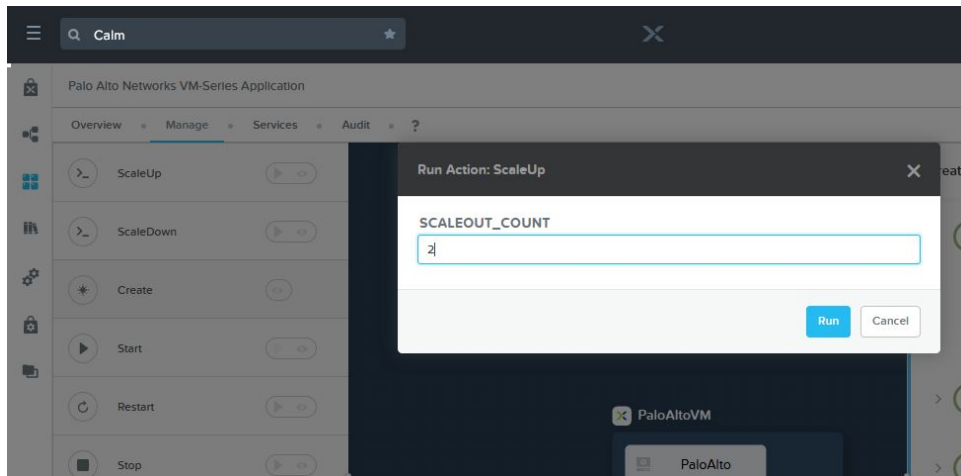 Calm
Palo Alto Networks VM-Series Application
Overview Manage Services Audit ?
Run Action: ScaleUp
SCALEOUT_COUNT
2
Run Cancel
ScaleUp
ScaleDown
Create
Start
Restart
Stop
PaloAltoVM
PaloAlto